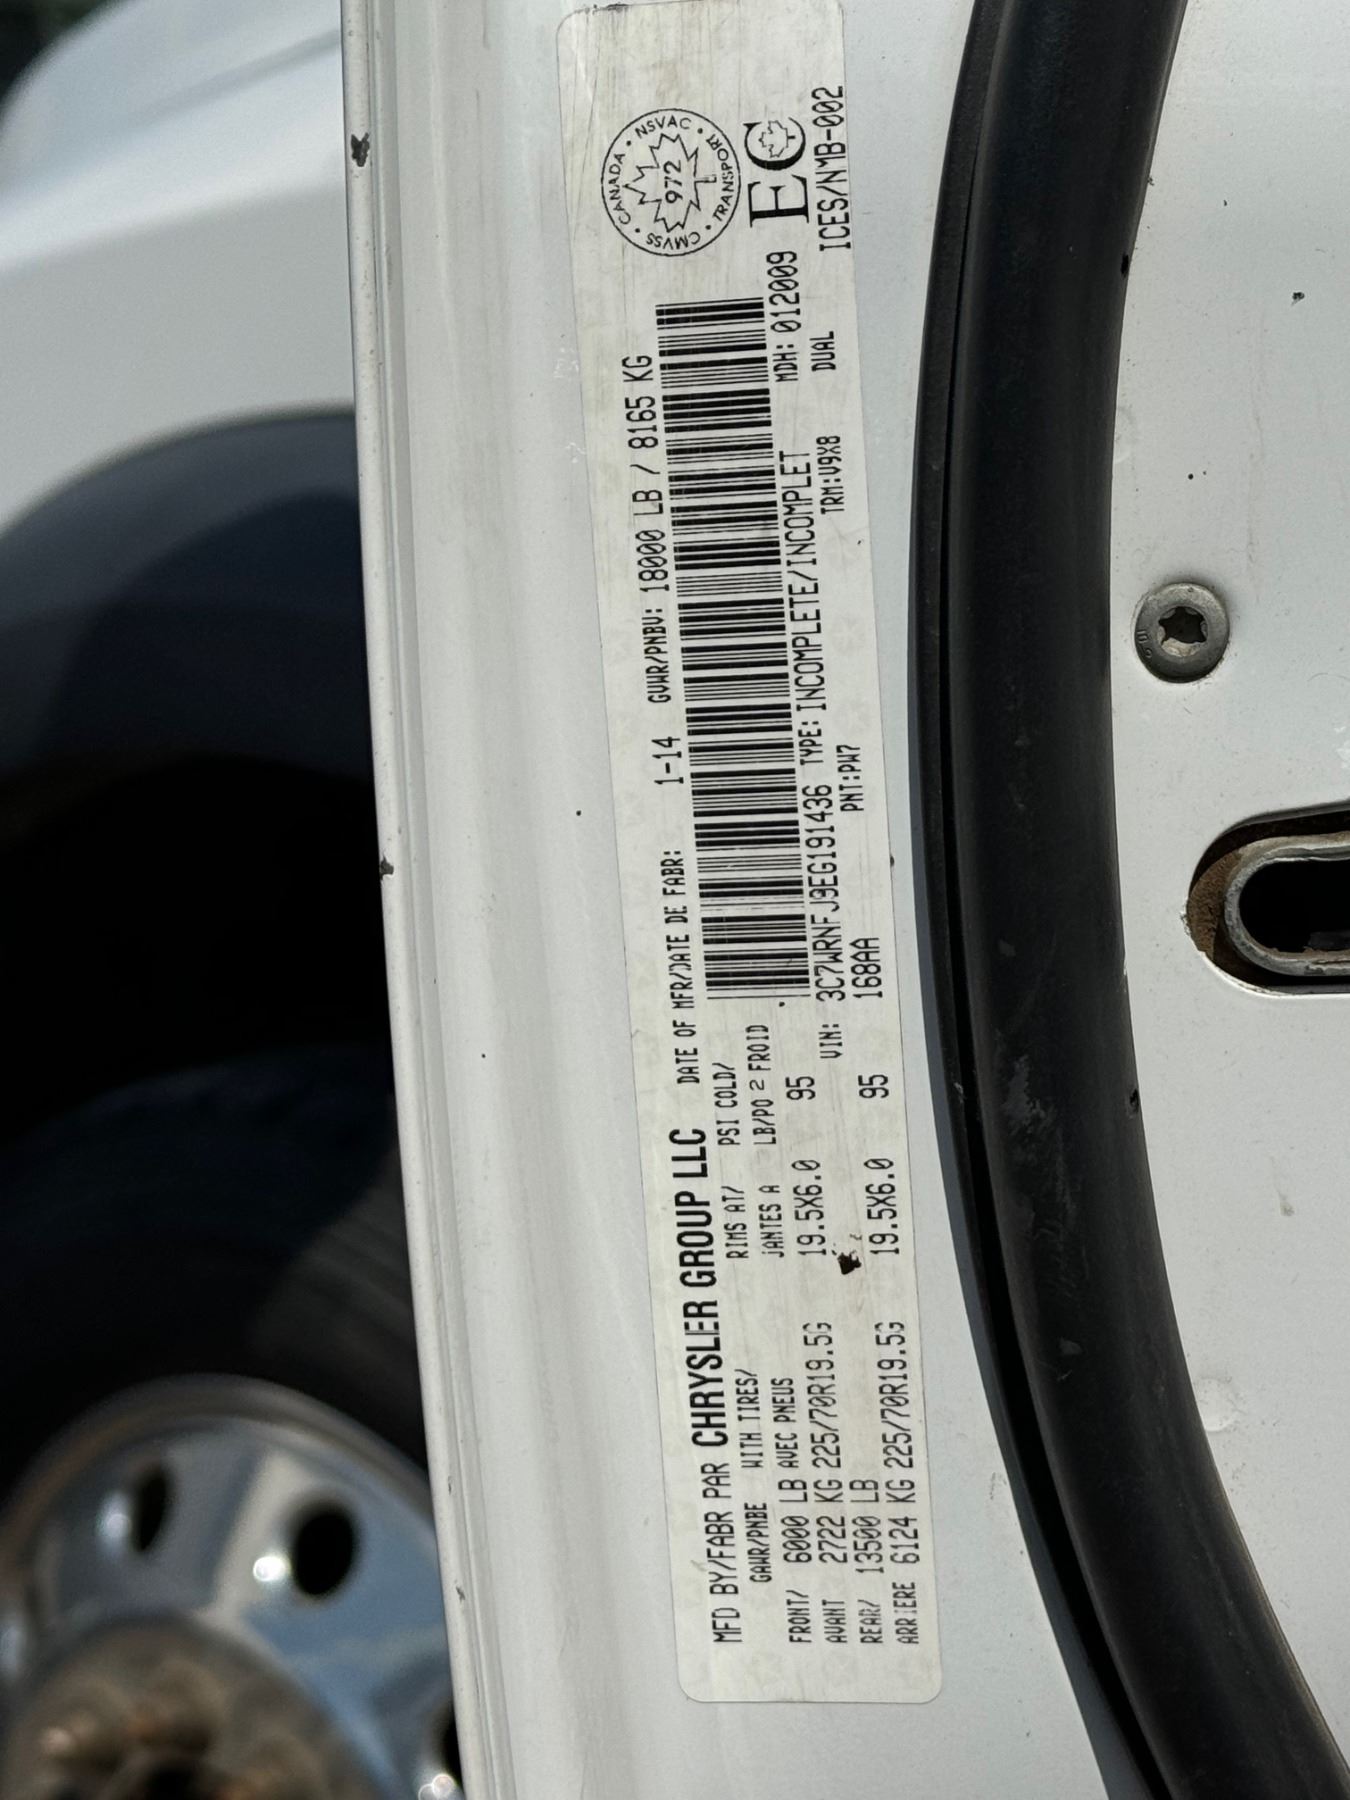 MFD BY/FABR PAR CHRYSLER GROUP LLC DATE OF MFR/DATE DE FABR: 1-14 GVWR/PNBV: 18000 LB / 8165 KG
GAWR/PNBE WITH TIRES/ RIMS AT/ PSI COLD/
AVEC PNEUS JANTES A LB/PO 2 FROID
FRONT/ 6000 LB
AVANT 2722 KG 225/70R19.5G 19.5X6.0 95
REAR/ 13500 LB
ARRIERE 6124 KG 225/70R19.5G 19.5X6.0 95
VIN: 3C7WRNFJ9EG191436 TYPE: INCOMPLETE/INCOMPLET MDH: 012009
168AA PNT:PW7 TRM:V9X8 DUAL
CANADA • NSVAC • TRANSPORT • CMVSS •
972
EC
ICES/NMB-002